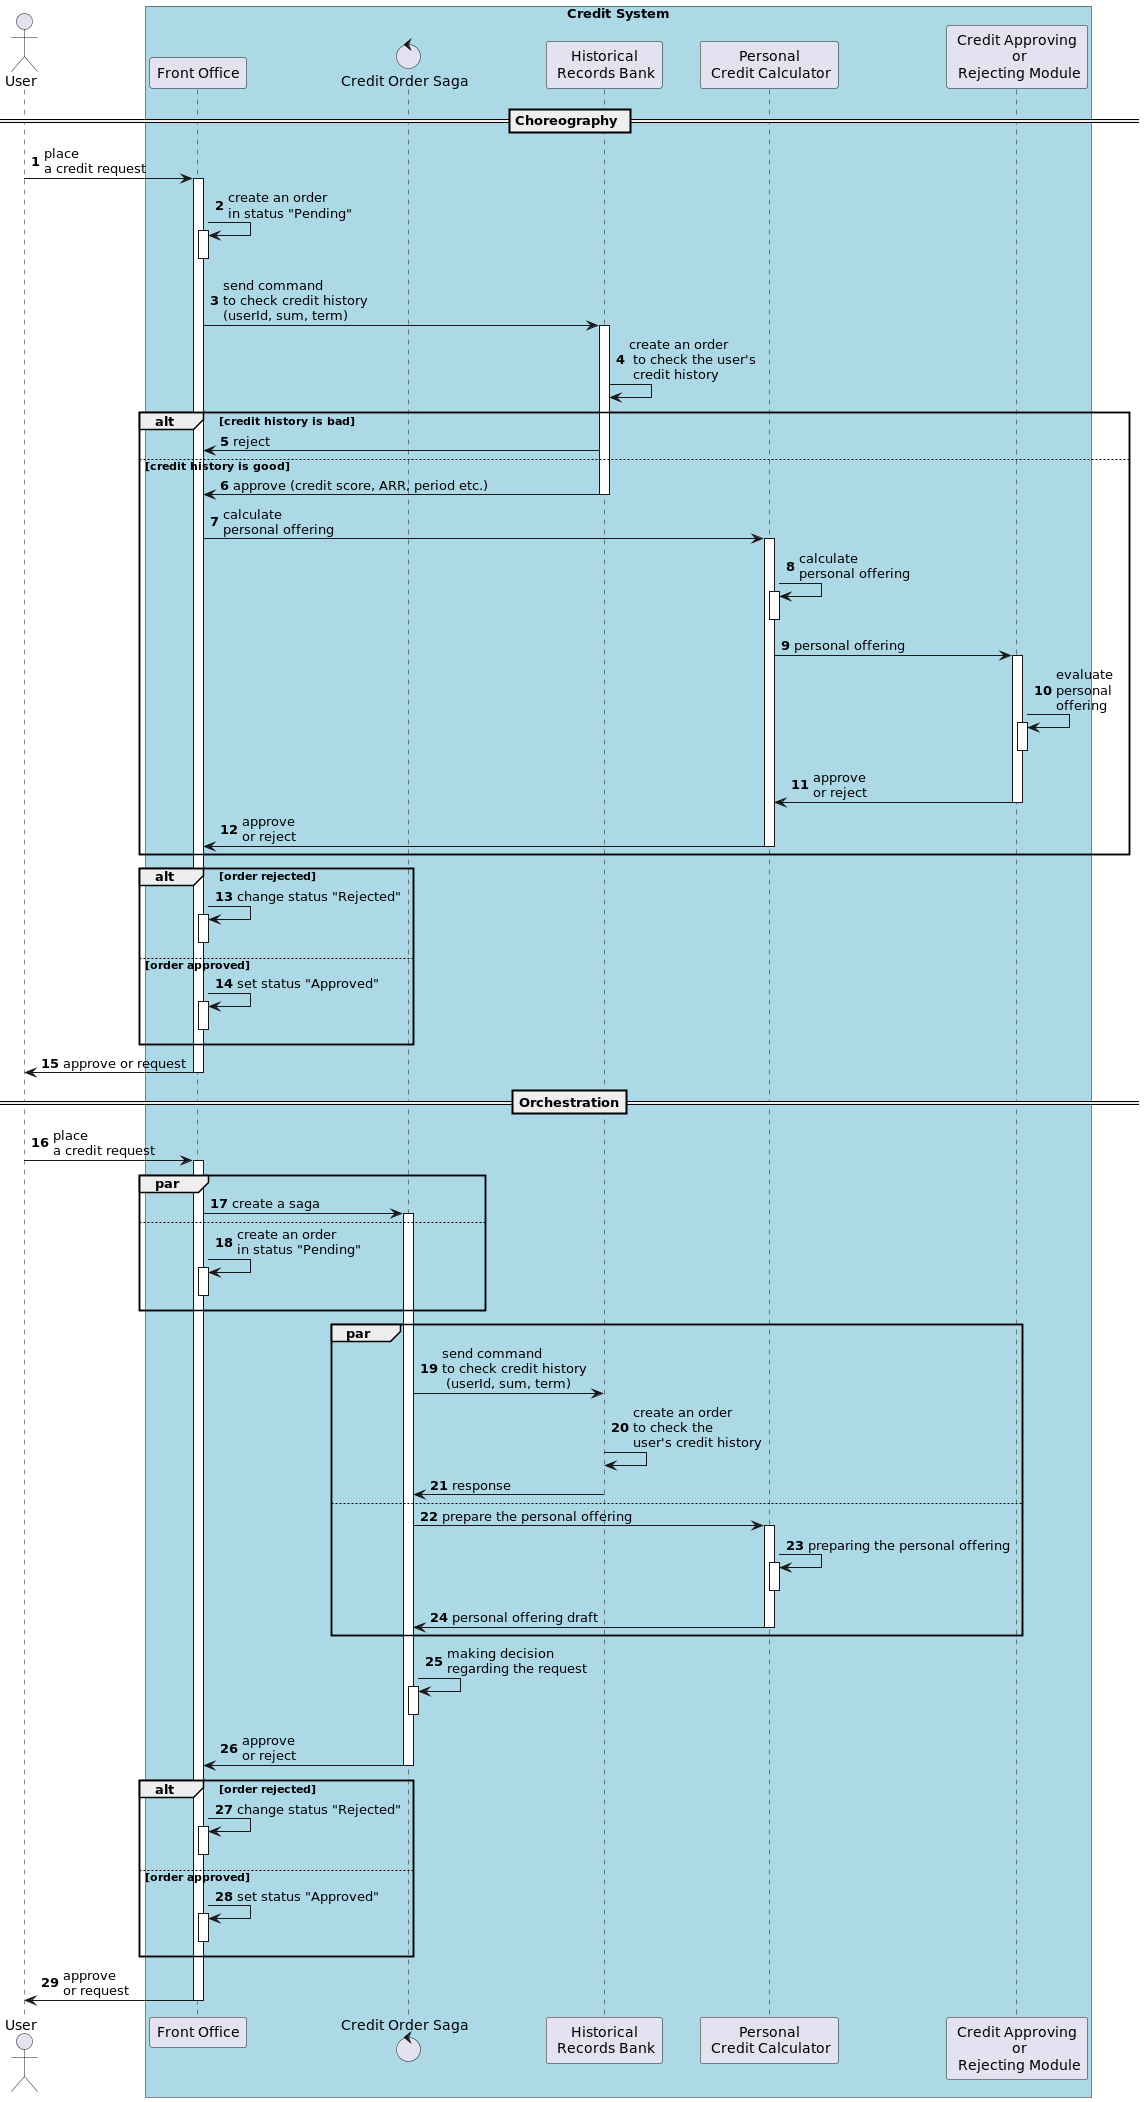 Credit System
User
Front Office
Credit Order Saga
Historical
Records Bank
Personal
Credit Calculator
Credit Approving
or
Rejecting Module
Choreography
1 place
a credit request
2 create an order
in status "Pending"
3 send command
to check credit history
(userId, sum, term)
4 create an order
to check the user's
credit history
alt [credit history is bad]
5 reject
[credit history is good]
6 approve (credit score, ARR, period etc.)
7 calculate
personal offering
8 calculate
personal offering
9 personal offering
10 evaluate
personal
offering
11 approve
or reject
12 approve
or reject
alt [order rejected]
13 change status "Rejected"
[order approved]
14 set status "Approved"
15 approve or request
Orchestration
16 place
a credit request
par
17 create a saga
18 create an order
in status "Pending"
par
19 send command
to check credit history
(userId, sum, term)
20 create an order
to check the
user's credit history
21 response
22 prepare the personal offering
23 preparing the personal offering
24 personal offering draft
25 making decision
regarding the request
26 approve
or reject
alt [order rejected]
27 change status "Rejected"
[order approved]
28 set status "Approved"
29 approve
or request
User
Front Office
Credit Order Saga
Historical
Records Bank
Personal
Credit Calculator
Credit Approving
or
Rejecting Module